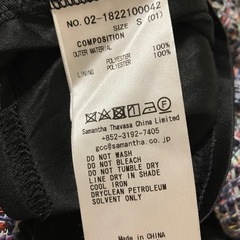 NO. 02-1822100042
SIZE S (01)
COMPOSITION
OUTER MATERIAL
POLYESTER 100%
LINING
POLYESTER 100%
Samantha Thavasa China Limited
+852-3192-7405
gcc@samantha.co.jp
DO NOT WASH
DO NOT BLEACH
DO NOT TUMBLE
LINE DRY IN SHADE
COOL IRON
DRYCLEAN PETROLEUM
SOLVENT ONLY
MADE IN CHINA